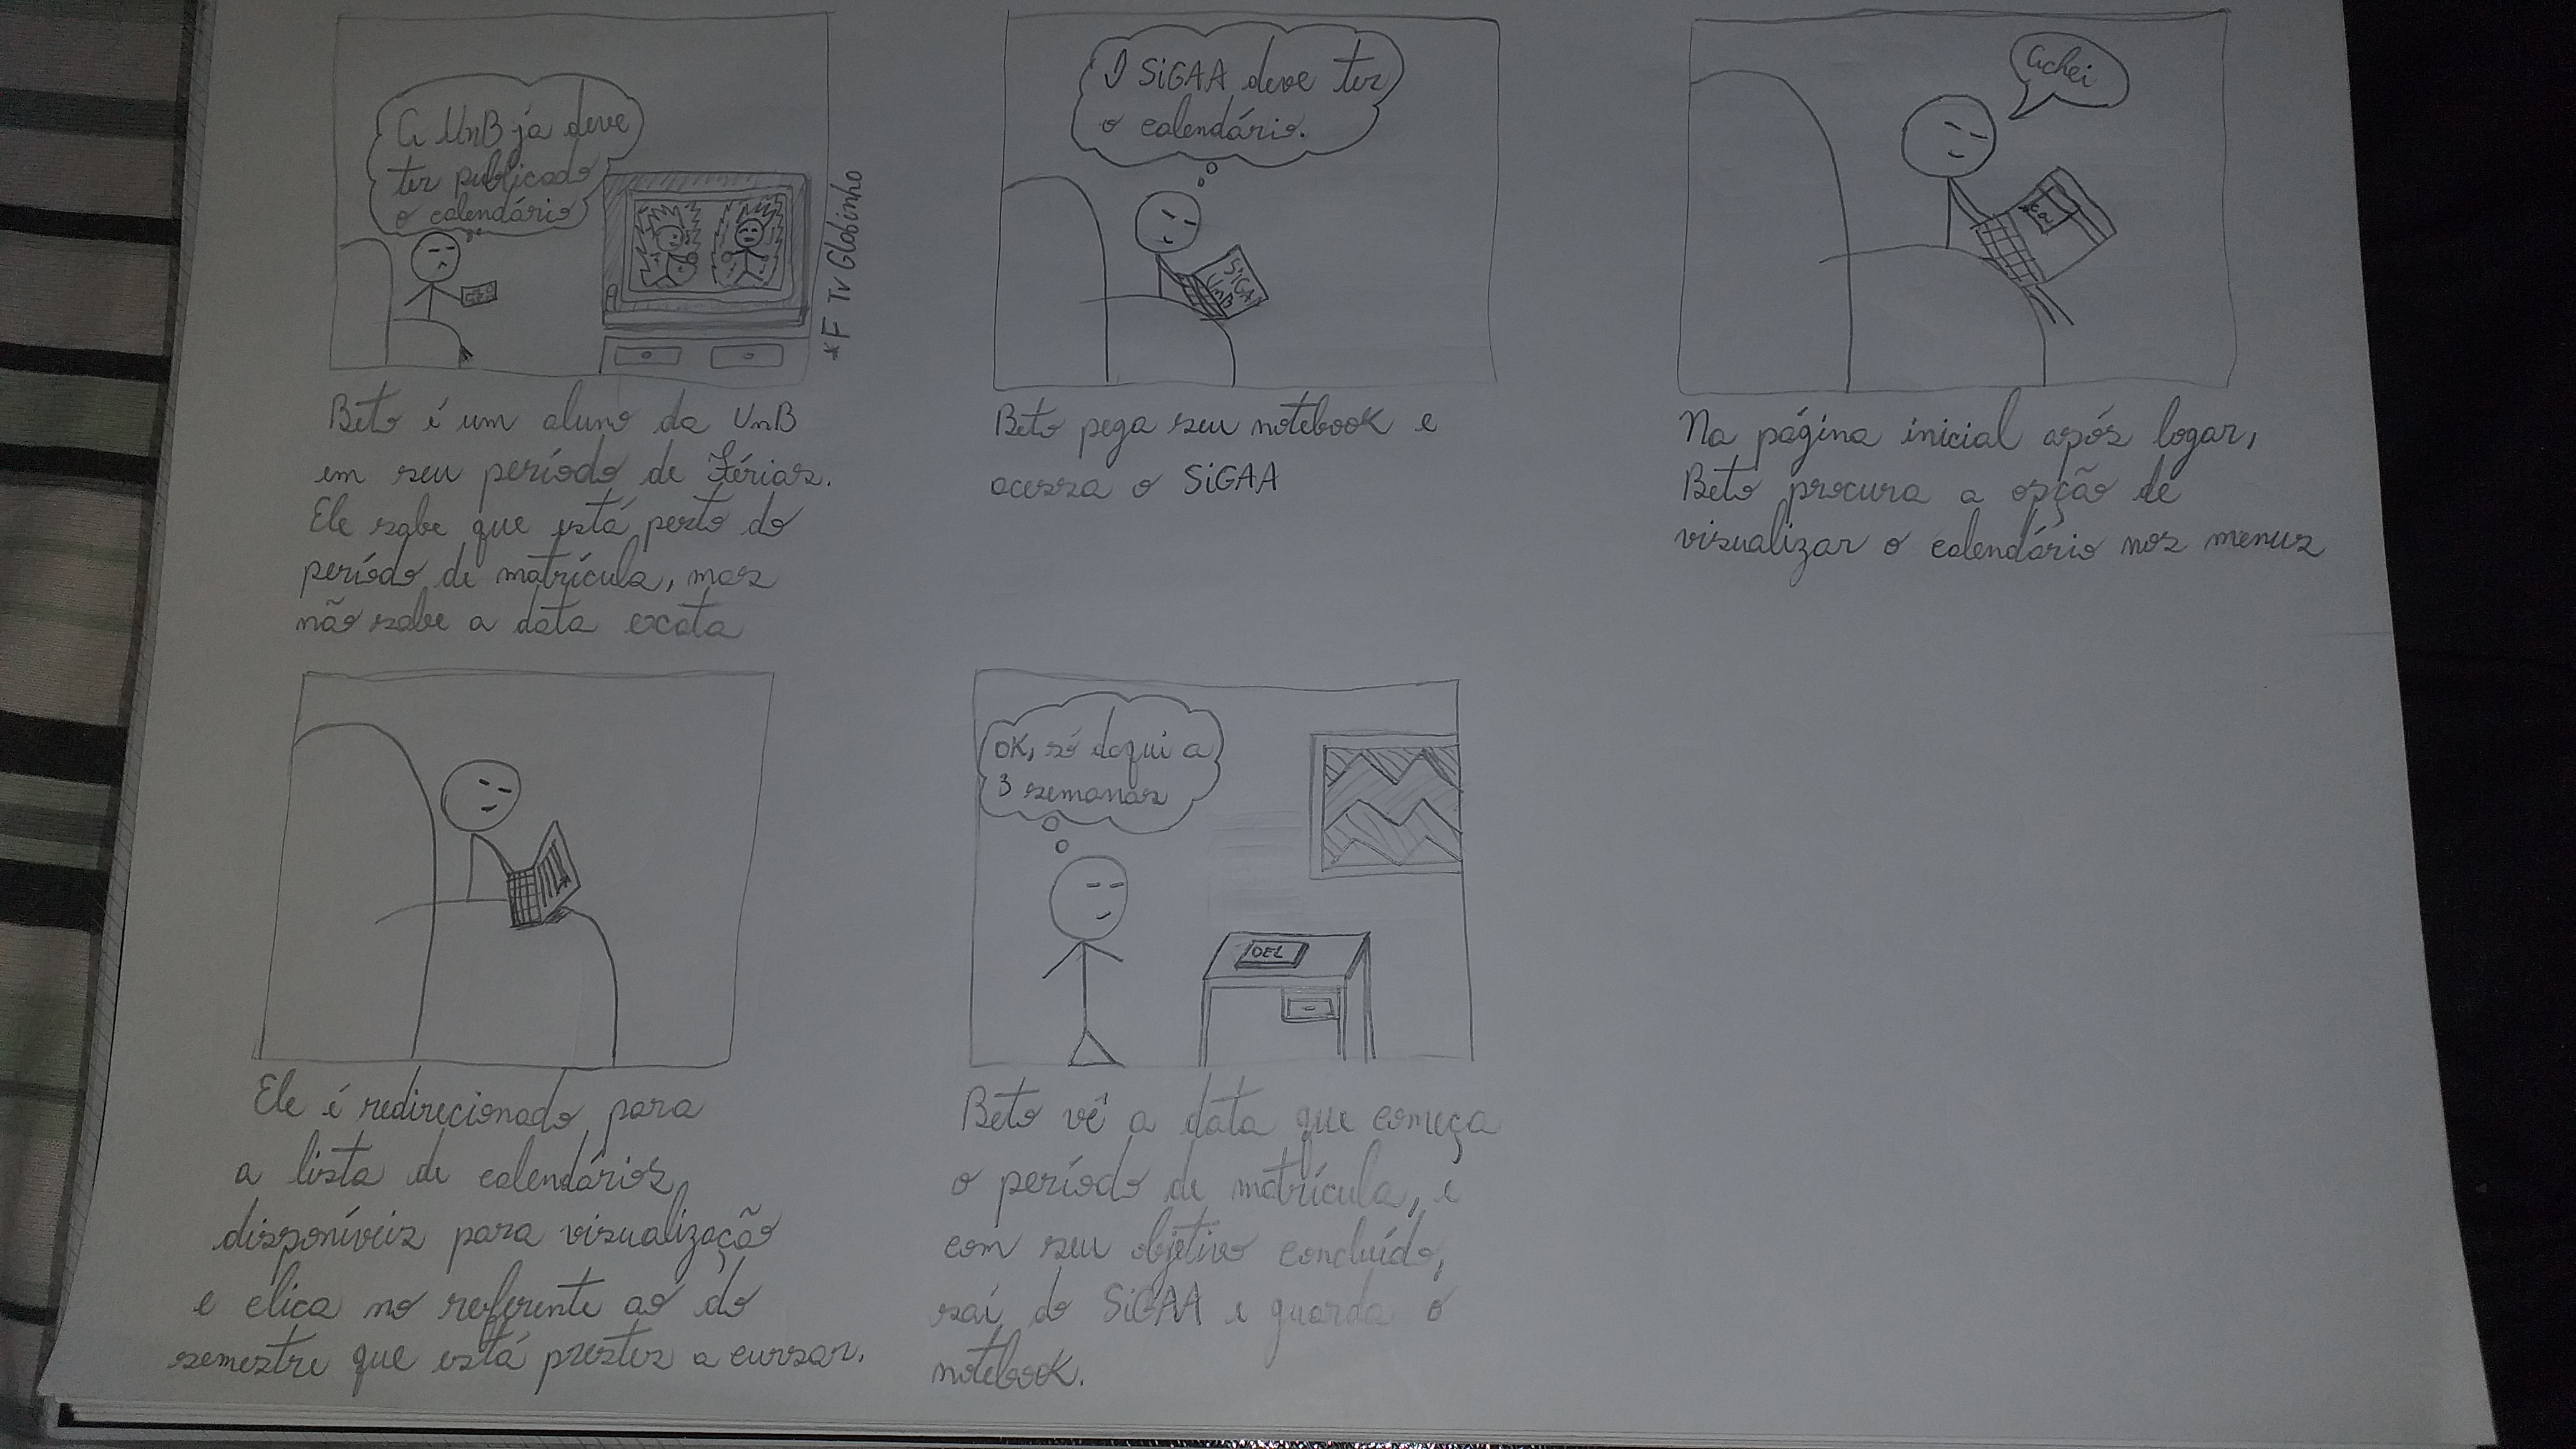 A UnB já deve
ter publicado
o calendário
*F Tv Globinho
Beto é um aluno da UnB
em seu período de férias.
Ele sabe que está perto do
período de matrícula, mas
não sabe a data exata
O SiGAA deve ter
o calendário.
SiGAA
UnB
Beto pega seu notebook e
acessa o SiGAA
Achei
Na página inicial após logar,
Beto procura a opção de
visualizar o calendário nos menus
Ele é redirecionado para
a lista de calendários
disponíveis para visualização
e clica no referente ao do
semestre que está prestes a cursar.
OK, só daqui a
3 semanas
DEL
Beto vê a data que começa
o período de matrícula, e
com seu objetivo concluído,
sai do SiGAA e guarda o
notebook.